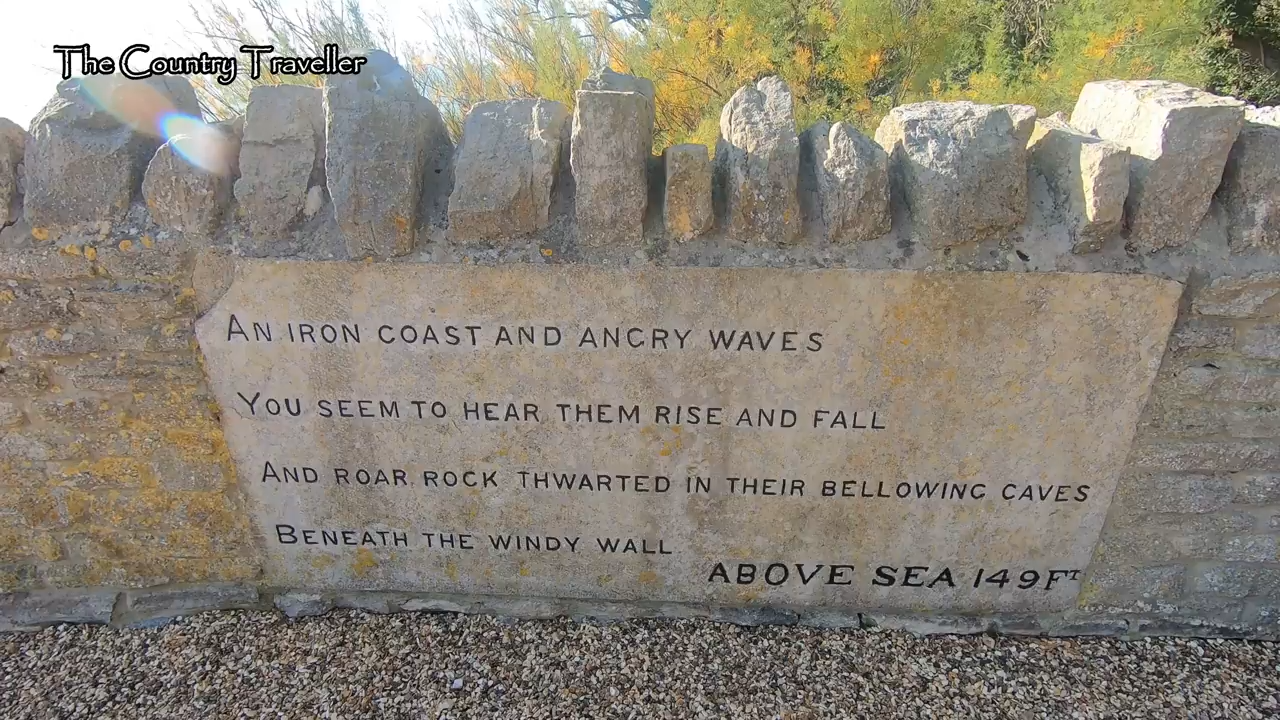 The Country Traveller
AN IRON COAST AND ANGRY WAVES
YOU SEEM TO HEAR THEM RISE AND FALL
AND ROAR ROCK THWARTED IN THEIR BELLOWING CAVES
BENEATH THE WINDY WALL
ABOVE SEA 149FT